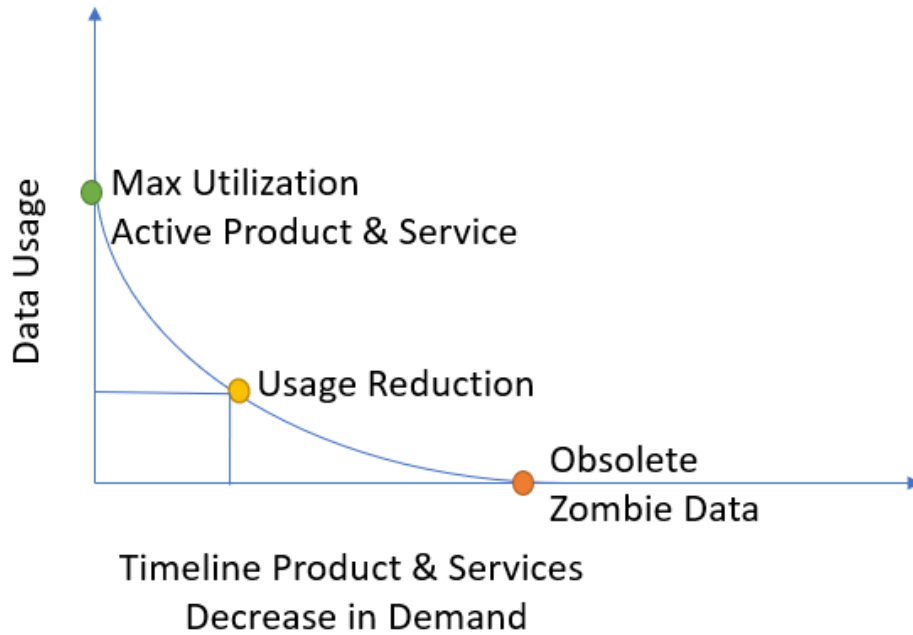 Data Usage
Max Utilization
Active Product & Service
Usage Reduction
Obsolete
Zombie Data
Timeline Product & Services
Decrease in Demand